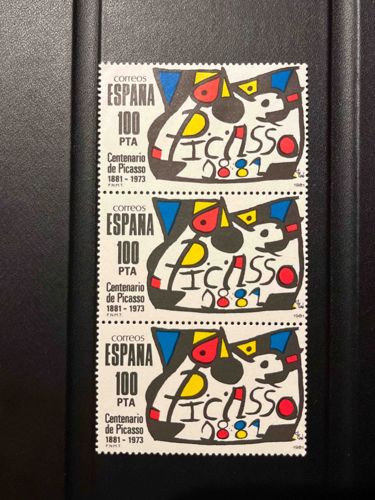 correos
ESPAÑA
100
PTA
Centenario
de Picasso
1881-1973
F.N.M.T.
Picasso
1881
1981
correos
ESPAÑA
100
PTA
Centenario
de Picasso
1881-1973
F.N.M.T.
Picasso
1881
1981
correos
ESPAÑA
100
PTA
Centenario
de Picasso
1881-1973
F.N.M.T.
Picasso
1881
1981